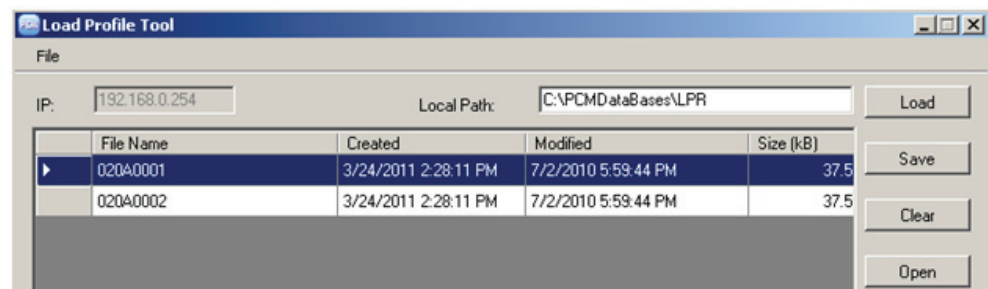 Load Profile Tool
File
IP: 192.168.0.254 Local Path: C:\PCMDataBases\LPR Load
File Name Created Modified Size (kB)
020A0001 3/24/2011 2:28:11 PM 7/2/2010 5:59:44 PM 37.5
Save
020A0002 3/24/2011 2:28:11 PM 7/2/2010 5:59:44 PM 37.5
Clear
Open